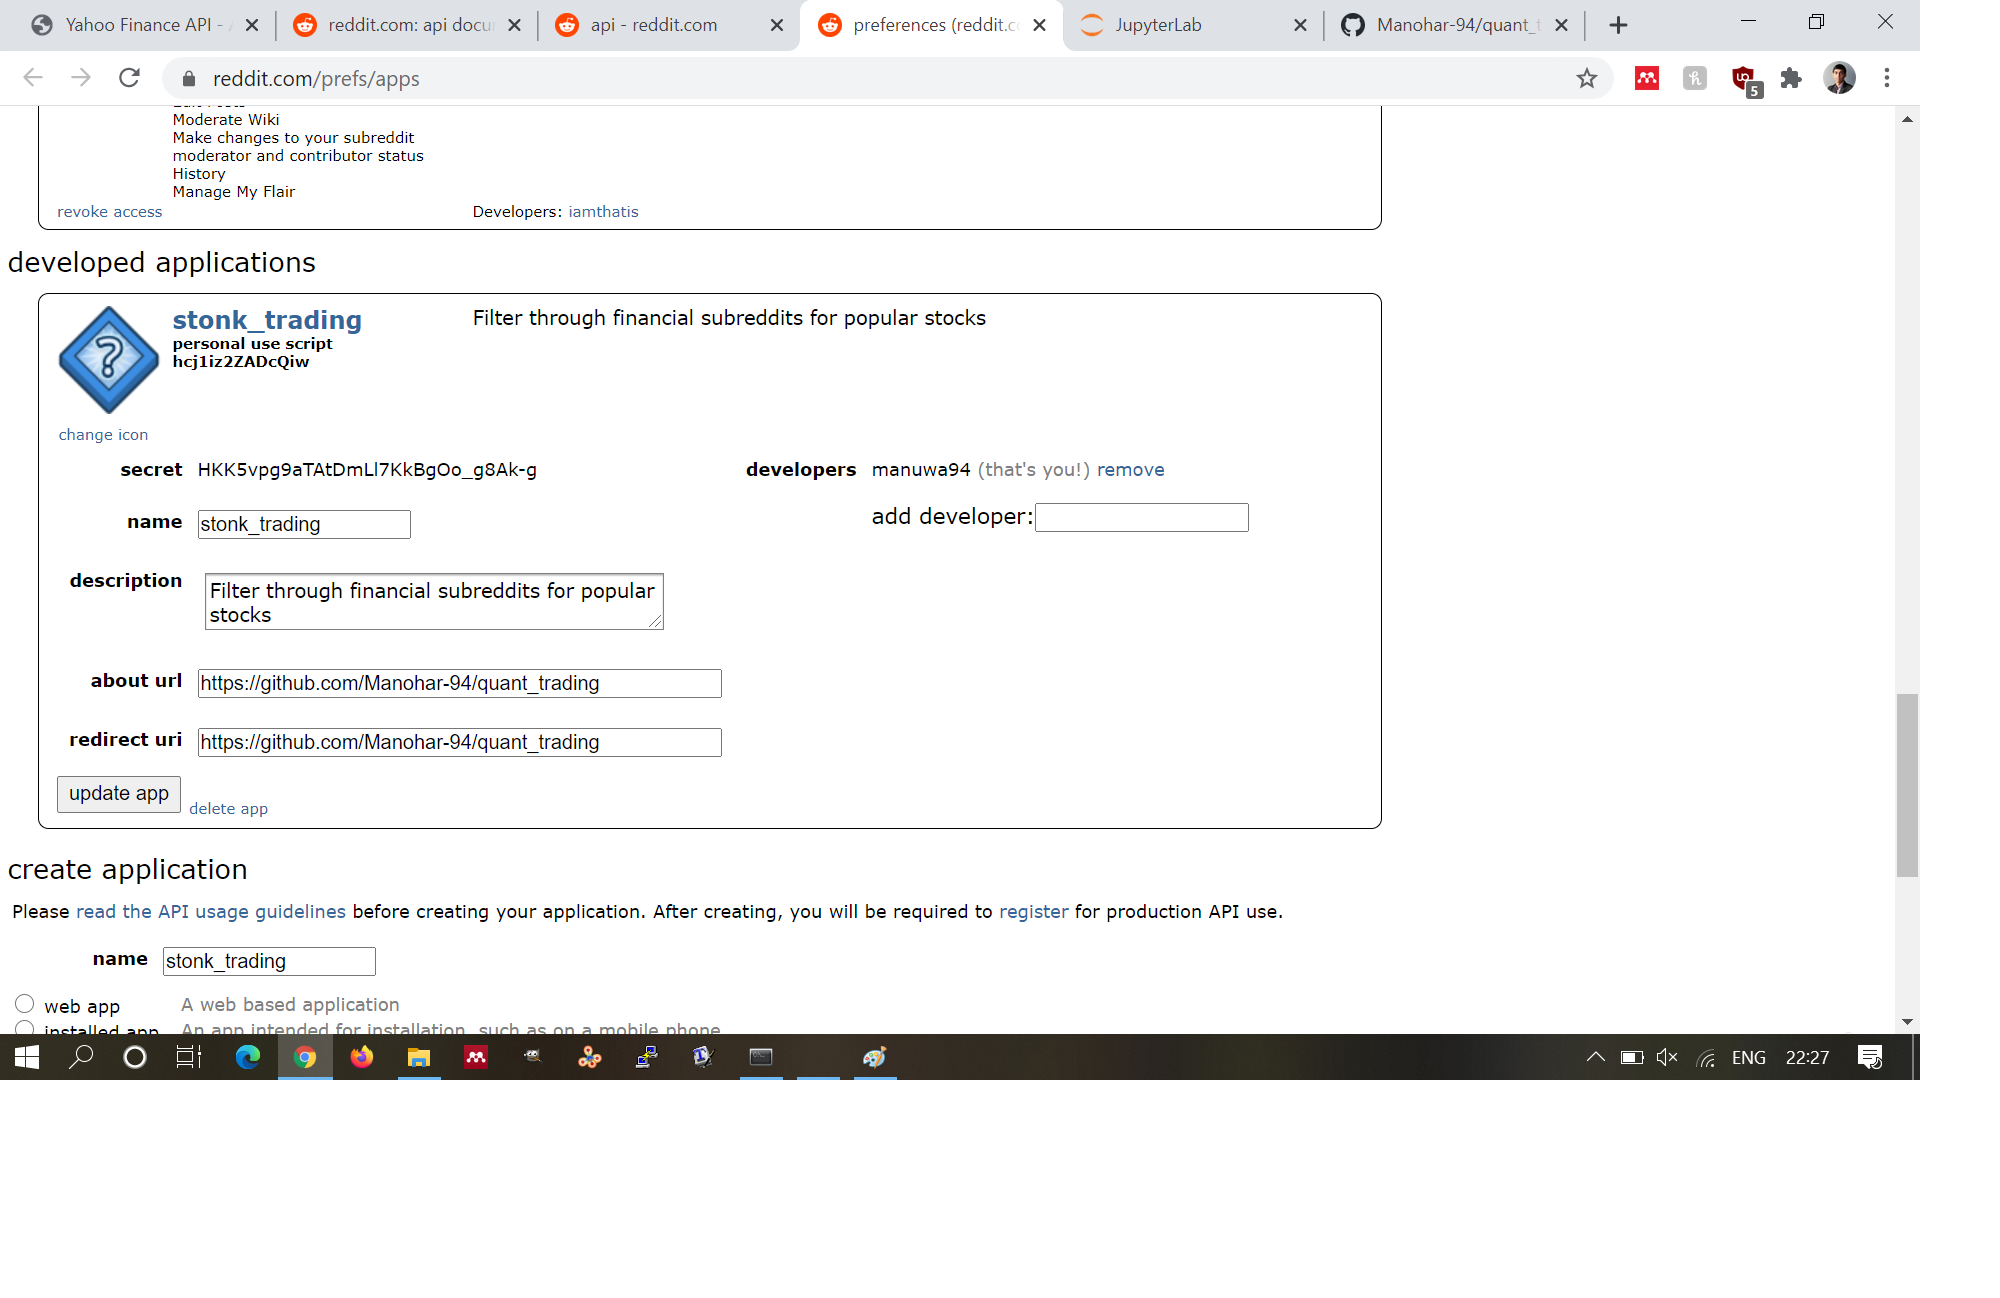 Yahoo Finance API -
reddit.com: api docu
api - reddit.com
preferences (reddit.c
JupyterLab
Manohar-94/quant_t
reddit.com/prefs/apps
5
Moderate Wiki
Make changes to your subreddit
moderator and contributor status
History
Manage My Flair
revoke access
Developers: iamthatis
developed applications
stonk_trading
Filter through financial subreddits for popular stocks
personal use script
hcj1iz2ZADcQiw
change icon
secret HKK5vpg9aTAtDmLl7KkBgOo_g8Ak-g
developers manuwa94 (that's you!) remove
name stonk_trading
add developer:
description Filter through financial subreddits for popular
stocks
about url https://github.com/Manohar-94/quant_trading
redirect uri https://github.com/Manohar-94/quant_trading
update app delete app
create application
Please read the API usage guidelines before creating your application. After creating, you will be required to register for production API use.
name stonk_trading
web app A web based application
installed app An app intended for installation, such as on a mobile phone
ENG 22:27